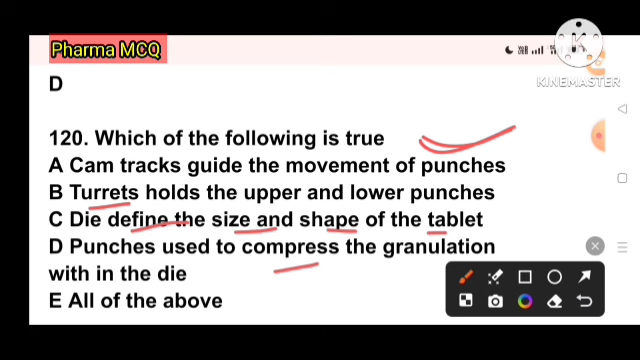 Pharma MCQ
KINEMASTER
D
120. Which of the following is true
A Cam tracks guide the movement of punches
B Turrets holds the upper and lower punches
C Die define the size and shape of the tablet
D Punches used to compress the granulation
with in the die
E All of the above